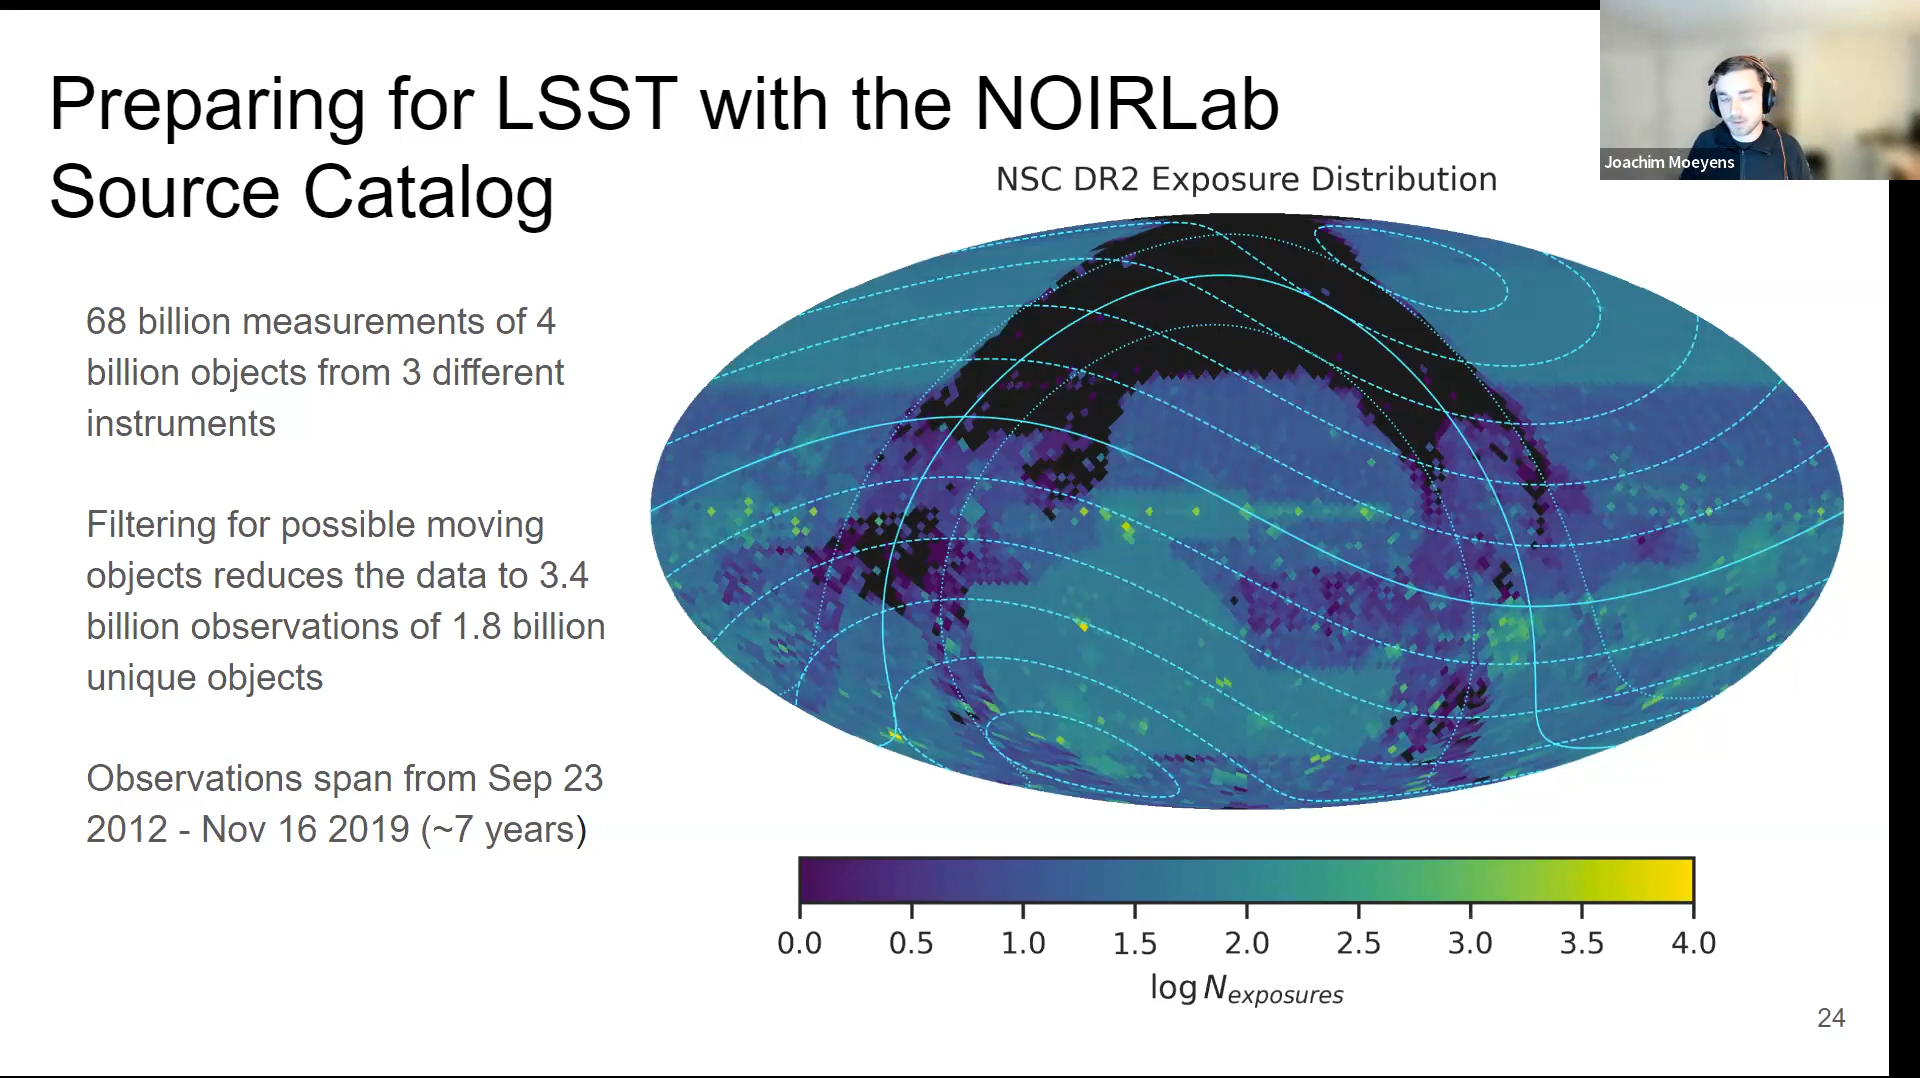 Preparing for LSST with the NOIRLab
Source Catalog
Joachim Moeyens
NSC DR2 Exposure Distribution
68 billion measurements of 4
billion objects from 3 different
instruments
Filtering for possible moving
objects reduces the data to 3.4
billion observations of 1.8 billion
unique objects
Observations span from Sep 23
2012 - Nov 16 2019 (~7 years)
0.0 0.5 1.0 1.5 2.0 2.5 3.0 3.5 4.0
log N exposures
24